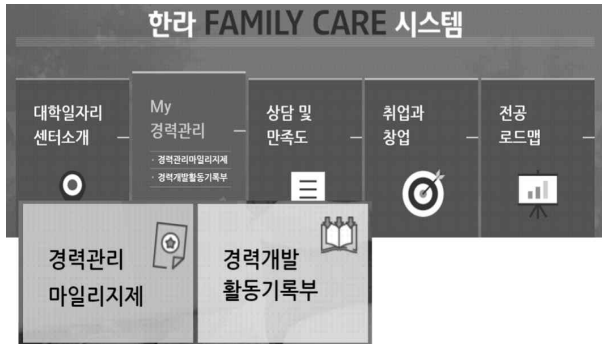 한라 FAMILY CARE 시스템
대학일자리
센터소개
My
경력관리
· 경력관리마일리지제
· 경력개발활동기록부
상담 및
만족도
취업과
창업
전공
로드맵
경력관리
마일리지제
경력개발
활동기록부